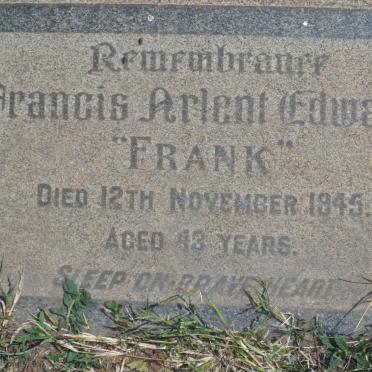 Remembrance
Francis Arlent Edwa
"FRANK"
DIED 12TH NOVEMBER 1945.
AGED 43 YEARS.
SLEEP ON BRAVE HEART